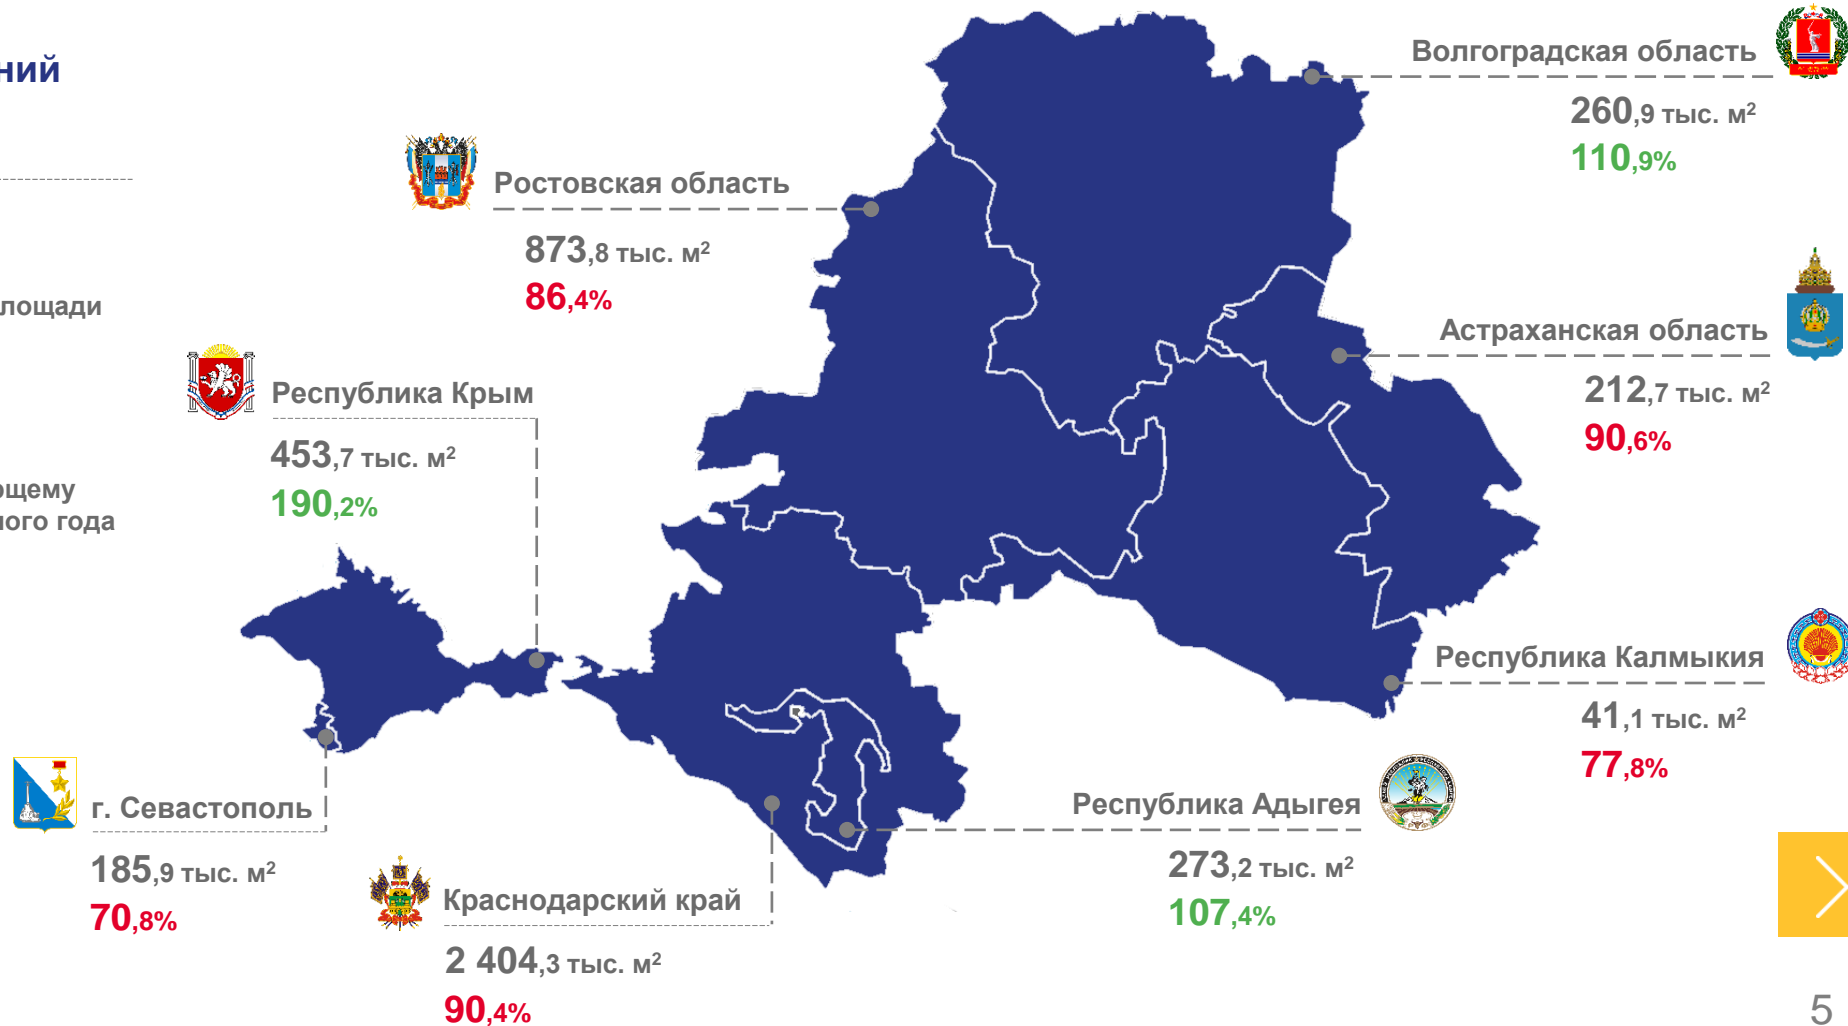 ний
лощади
ющему
ного года
Волгоградская область
260,9 тыс. м²
110,9%
Ростовская область
873,8 тыс. м²
86,4%
Астраханская область
212,7 тыс. м²
90,6%
Республика Крым
453,7 тыс. м²
190,2%
Республика Калмыкия
41,1 тыс. м²
77,8%
г. Севастополь
185,9 тыс. м²
70,8%
Республика Адыгея
273,2 тыс. м²
107,4%
Краснодарский край
2 404,3 тыс. м²
90,4%
5